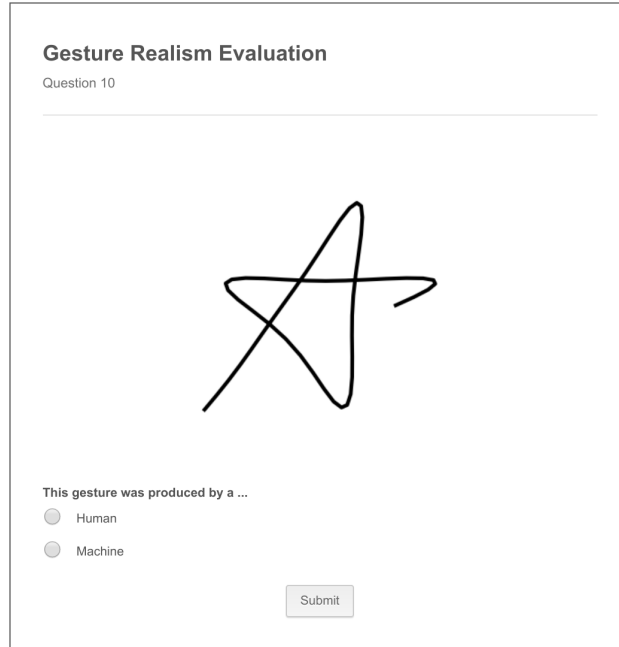 Gesture Realism Evaluation
Question 10
This gesture was produced by a ...
Human
Machine
Submit